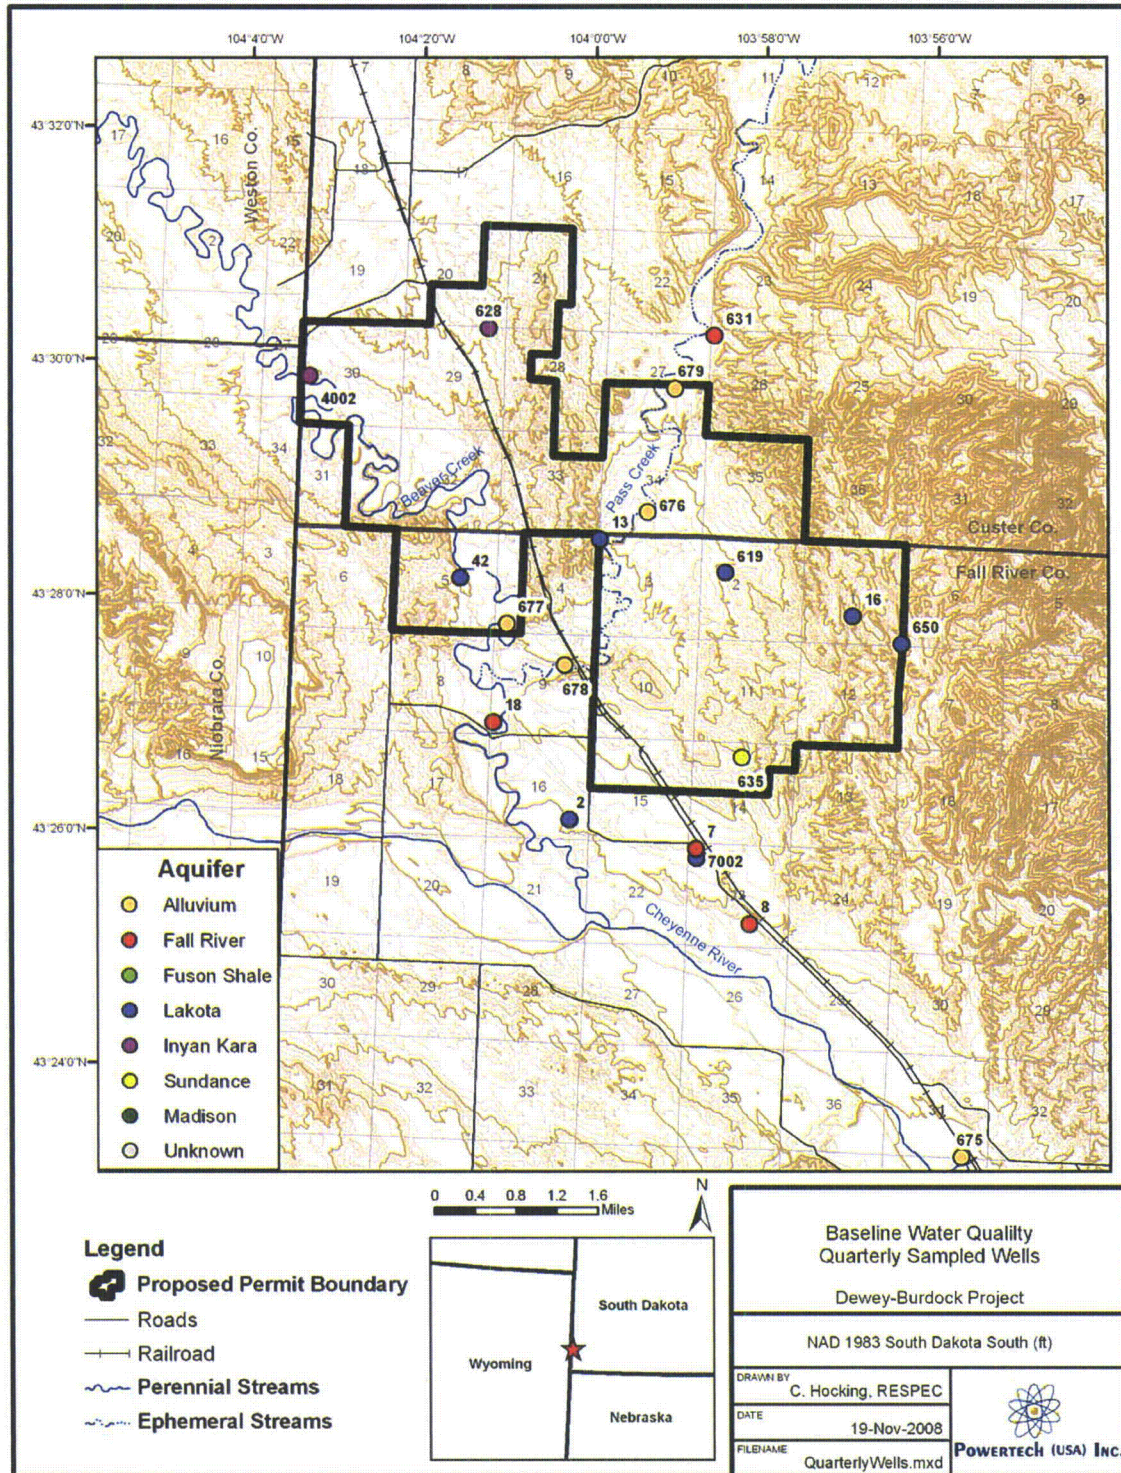 104°4'0"W 104°2'0"W 104°0'0"W 103°58'0"W 103°56'0"W
43°32'0"N
43°30'0"N
43°28'0"N
43°26'0"N
43°24'0"N
Weston Co.
Niobrara Co.
Custer Co.
Fall River Co.
Beaver Creek
Pass Creek
Cheyenne River
628
631
679
4002
676
13
42
619
16
677
650
678
18
635
2
7
7002
8
675
Aquifer
Alluvium
Fall River
Fuson Shale
Lakota
Inyan Kara
Sundance
Madison
Unknown
0 0.4 0.8 1.2 1.6
Miles
N
Legend
Proposed Permit Boundary
Roads
Railroad
Perennial Streams
Ephemeral Streams
South Dakota
Wyoming
Nebraska
Baseline Water Qualilty
Quarterly Sampled Wells
Dewey-Burdock Project
NAD 1983 South Dakota South (ft)
DRAWN BY
C. Hocking, RESPEC
DATE
19-Nov-2008
FILENAME
QuarterlyWells.mxd
POWERTECH (USA) INC.